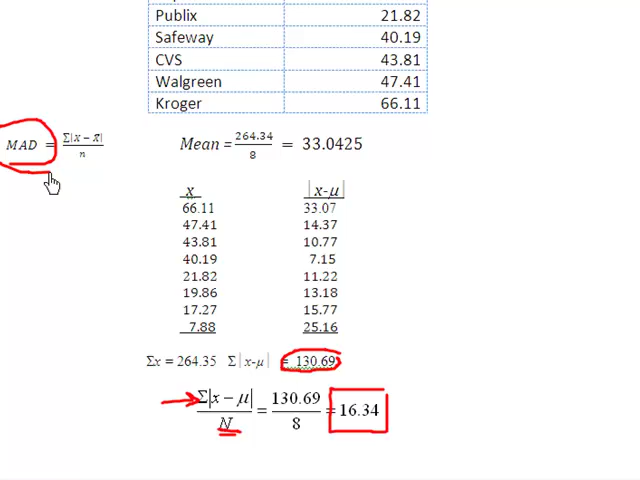 Publix 21.82
Safeway 40.19
CVS 43.81
Walgreen 47.41
Kroger 66.11
MAD = Σ|x − x̄| / n
Mean = 264.34 / 8 = 33.0425
x |x-μ|
66.11 33.07
47.41 14.37
43.81 10.77
40.19 7.15
21.82 11.22
19.86 13.18
17.27 15.77
7.88 25.16
Σx = 264.35 Σ|x-μ| = 130.69
Σ|x − μ| / N = 130.69 / 8 = 16.34